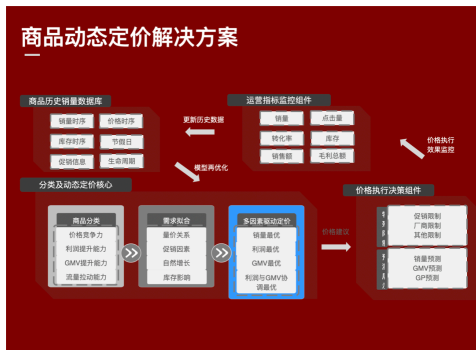 商品动态定价解决方案
商品历史销量数据库
销量时序
价格时序
库存时序
节假日
促销信息
生命周期
更新历史数据
运营指标监控组件
销量
点击量
转化率
库存
销售额
毛利总额
价格执行
效果监控
模型再优化
分类及动态定价核心
商品分类
价格竞争力
利润提升能力
GMV提升能力
流量拉动能力
需求拟合
量价关系
促销因素
自然增长
库存影响
多因素驱动定价
销量最优
利润最优
GMV最优
利润与GMV协
调最优
价格建议
价格执行决策组件
促销限制
厂商限制
其他限制
销量预测
GMV预测
GP预测